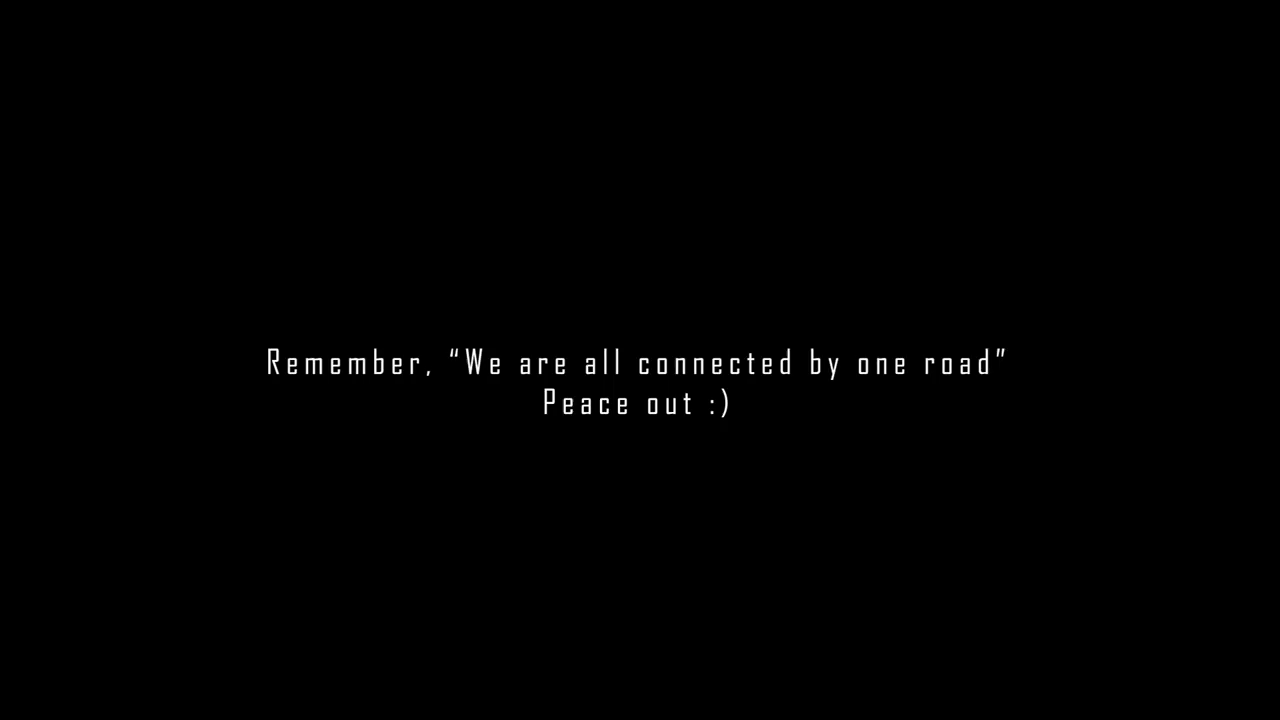 Remember, “We are all connected by one road”
Peace out :)